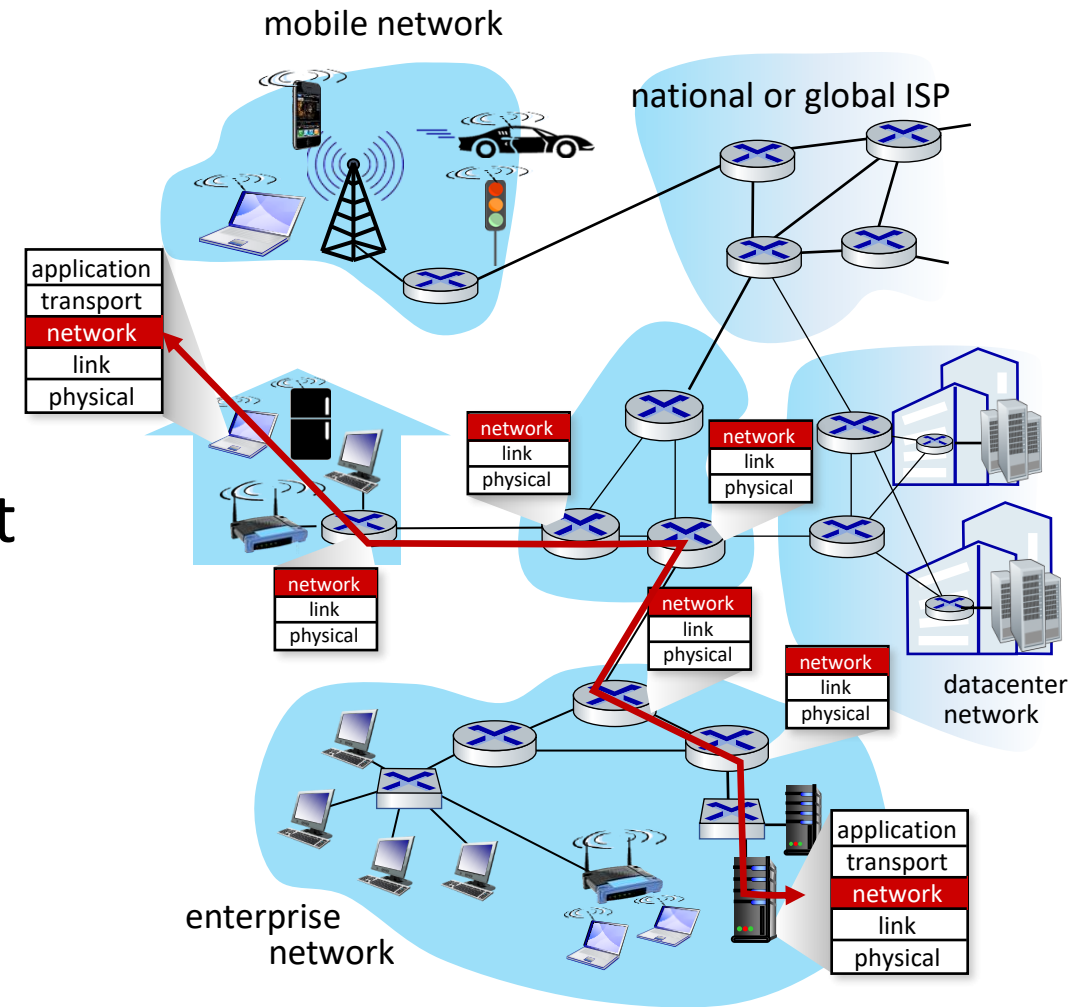 mobile network
national or global ISP
application
transport
network
link
physical
network
link
physical
network
link
physical
t
network
link
physical
network
link
physical
network
link
physical
datacenter
network
application
transport
network
link
physical
enterprise
network